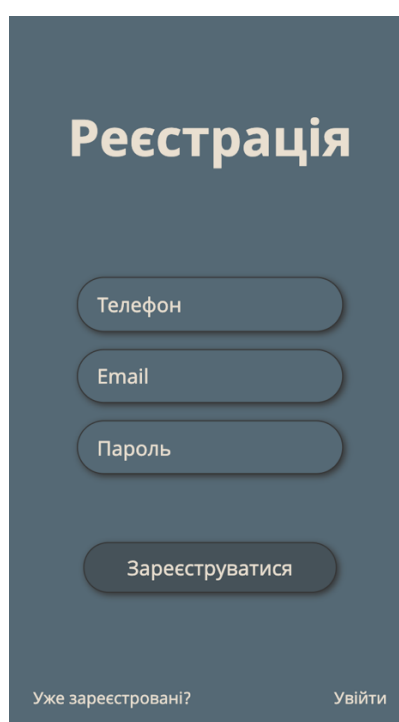 Реєстрація
Телефон
Email
Пароль
Зареєструватися
Уже зареєстровані? Увійти